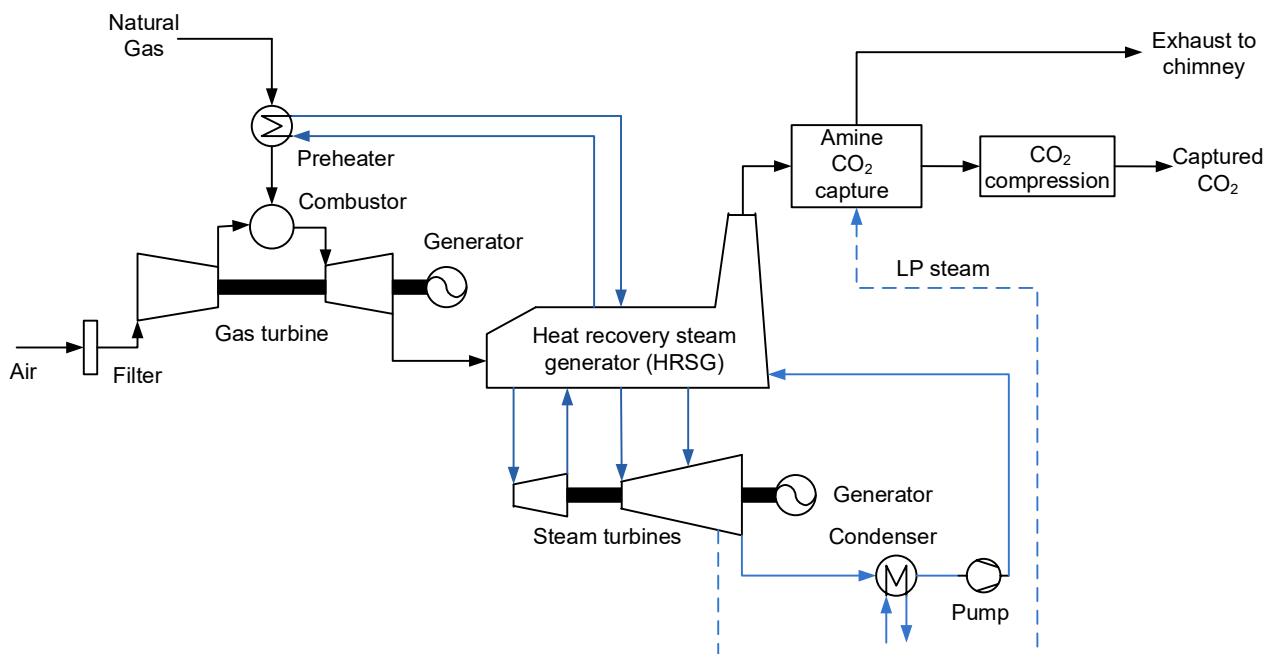 Natural
Gas
Exhaust to
chimney
Preheater
Amine
CO₂
capture
CO₂
compression
Captured
CO₂
Combustor
Generator
LP steam
Gas turbine
Heat recovery steam
generator (HRSG)
Air
Filter
Generator
Steam turbines
Condenser
Pump